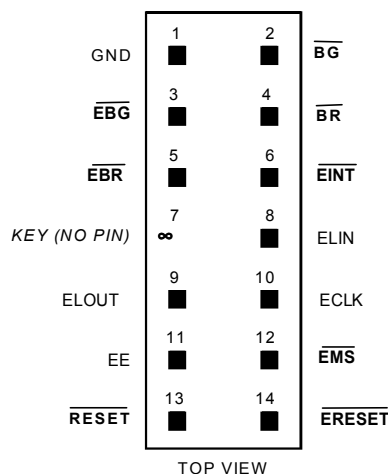 1 2
GND BG
3 4
EBG BR
5 6
EBR EINT
7 8
KEY (NO PIN) ∞ ELIN
9 10
ELOUT ECLK
11 12
EE EMS
13 14
RESET ERESET
TOP VIEW